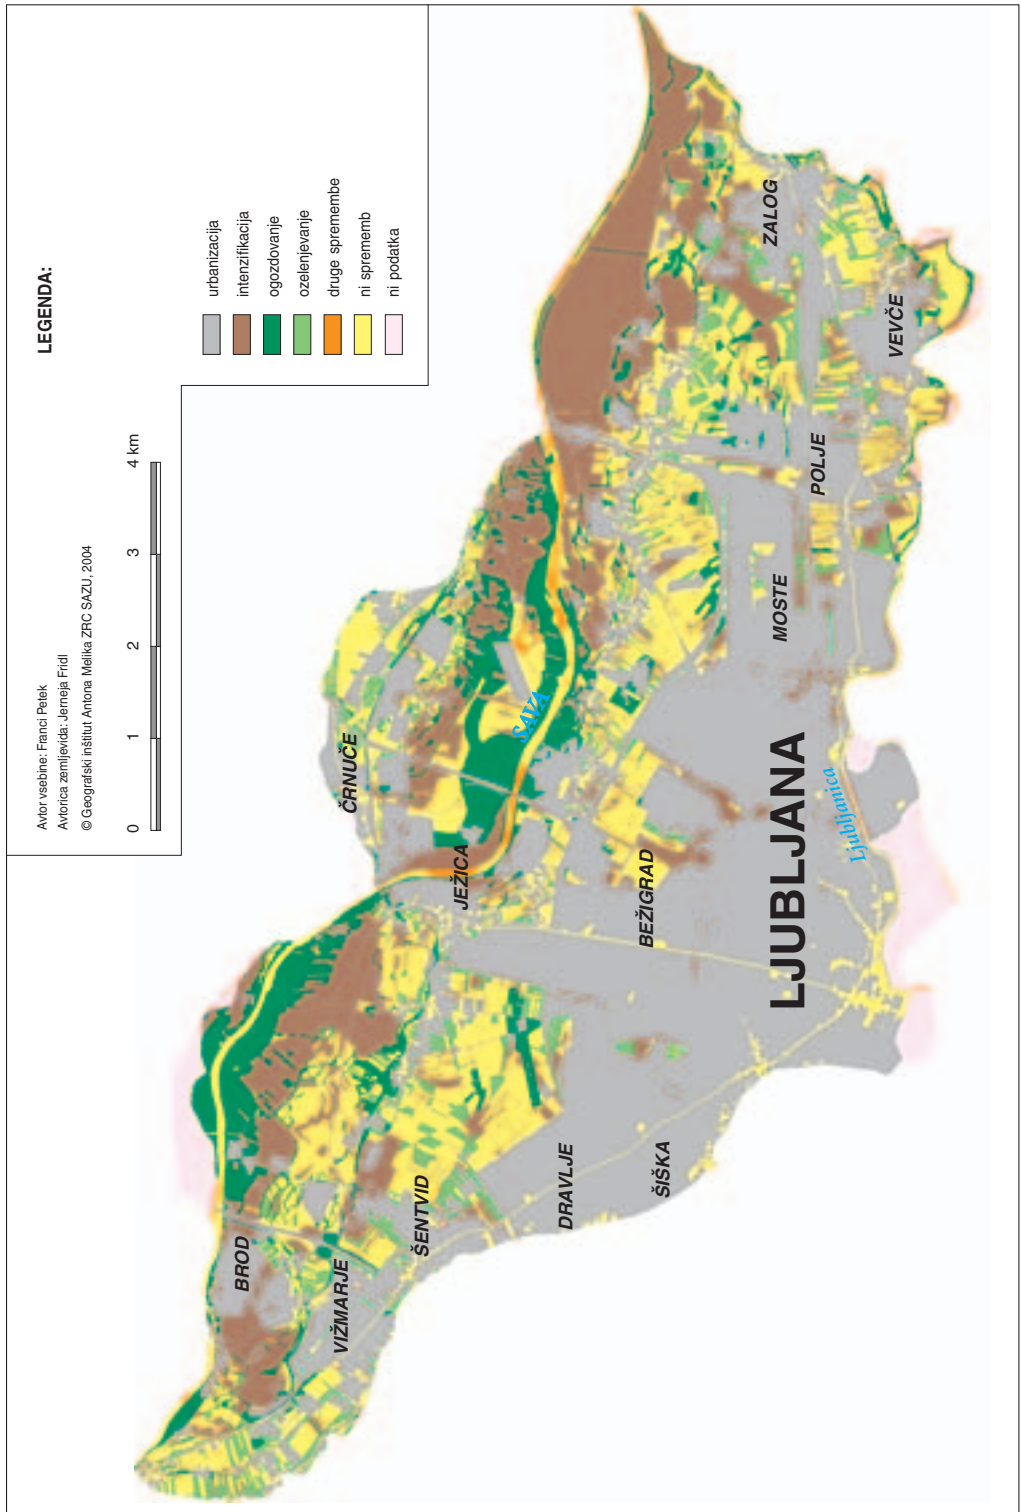 LEGENDA:
urbanizacija
intenzifikacija
ogozdovanje
ozelenjevanje
druge spremembe
ni sprememb
ni podatka
Avtor vsebine: Franci Petek
Avtorica zemljevida: Jerneja Fridl
© Geografski inštitut Antona Melika ZRC SAZU, 2004
0 1 2 3 4 km
BROD
VIŽMARJE
ŠENTVID
DRAVLJE
ŠIŠKA
ČRNUČE
JEŽICA
SAVA
BEŽIGRAD
LJUBLJANA
Ljubljanica
MOSTE
POLJE
ZALOG
VEVČE